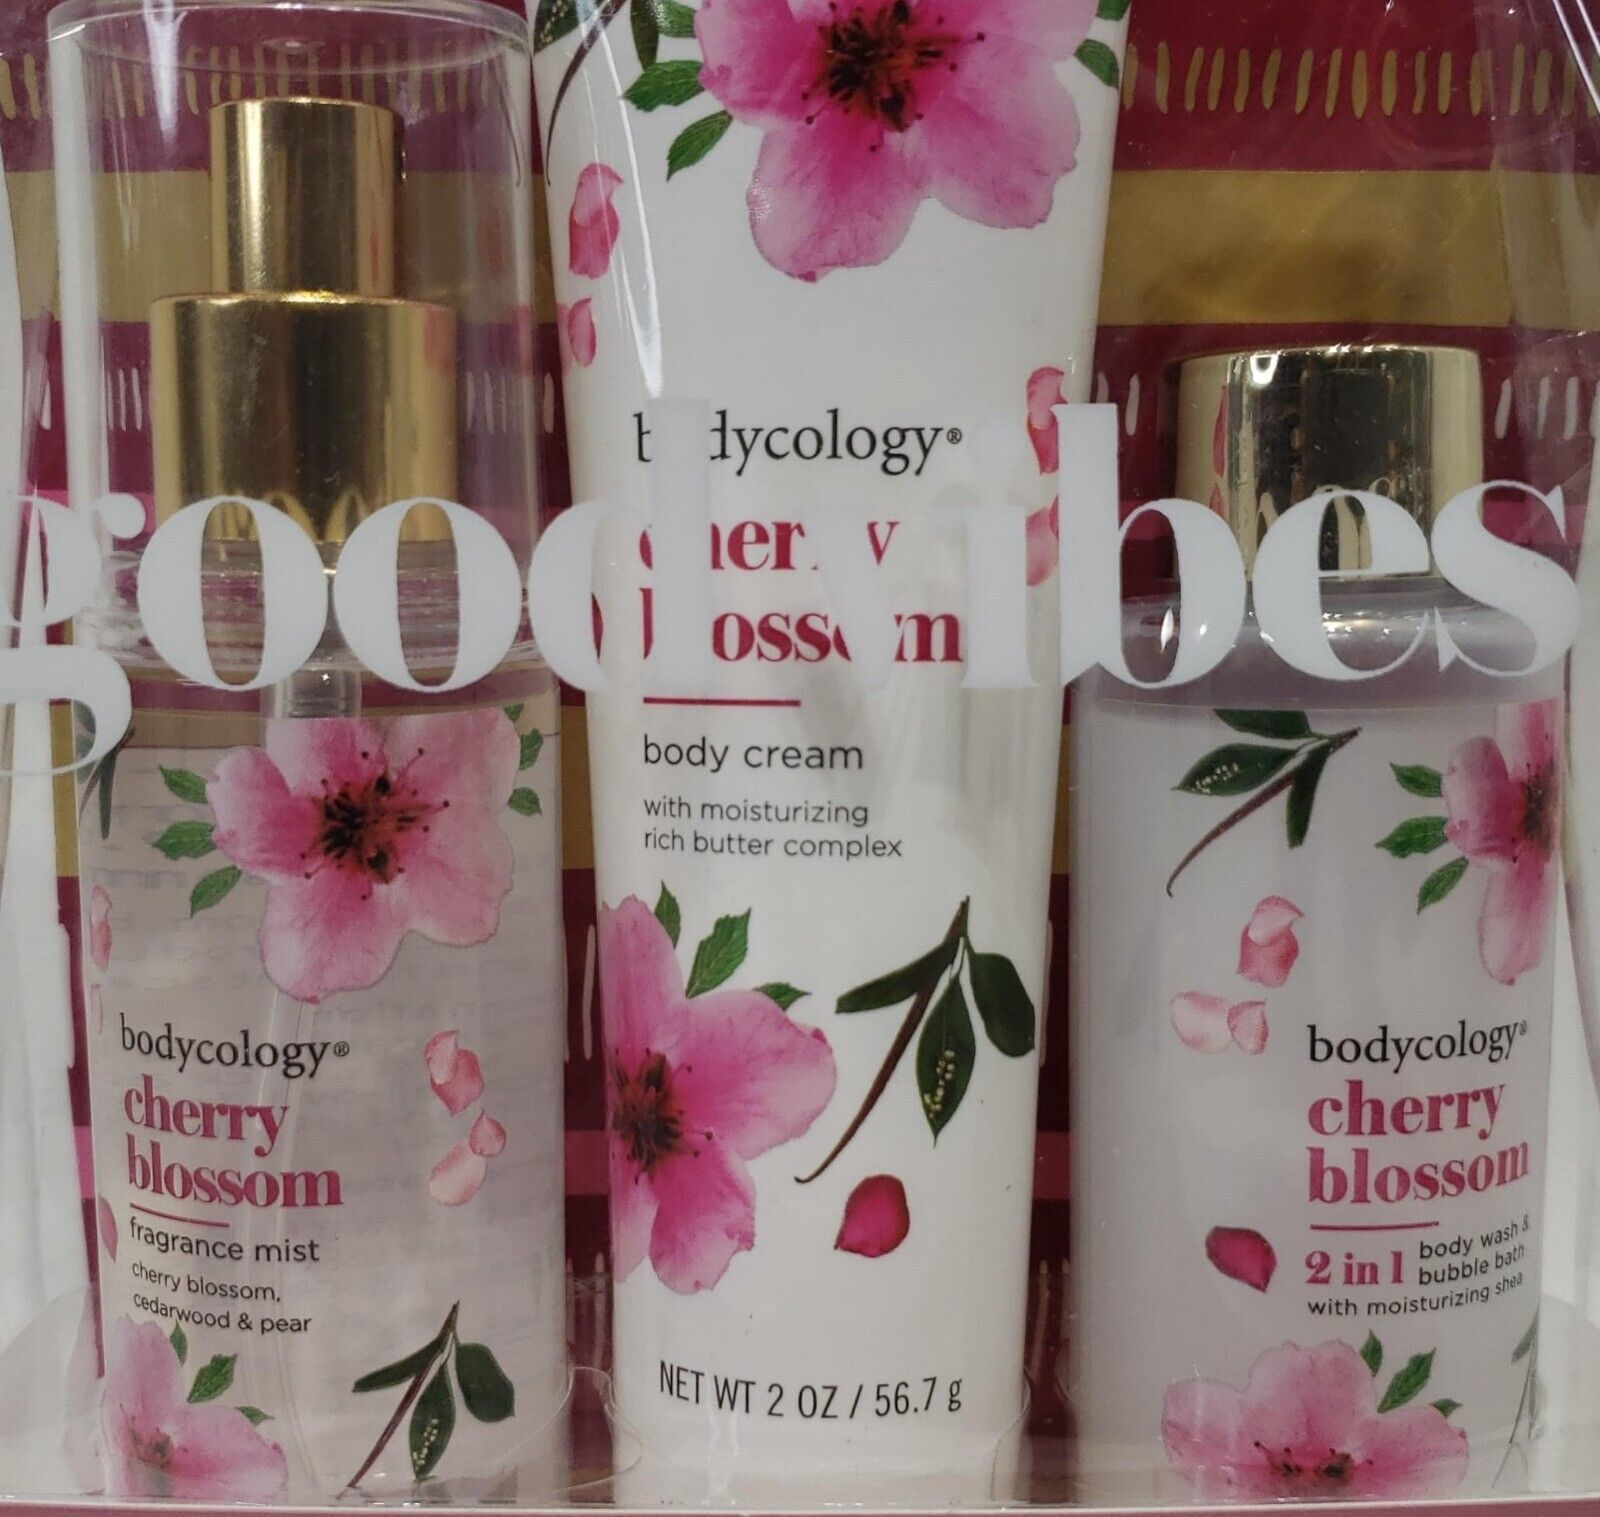 good vibes
bodycology®
cherry
blossom
fragrance mist
cherry blossom,
cedarwood & pear
bodycology®
cherry
blossom
body cream
with moisturizing
rich butter complex
NET WT 2 OZ / 56.7 g
bodycology®
cherry
blossom
2 in 1 body wash &
bubble bath
with moisturizing shea